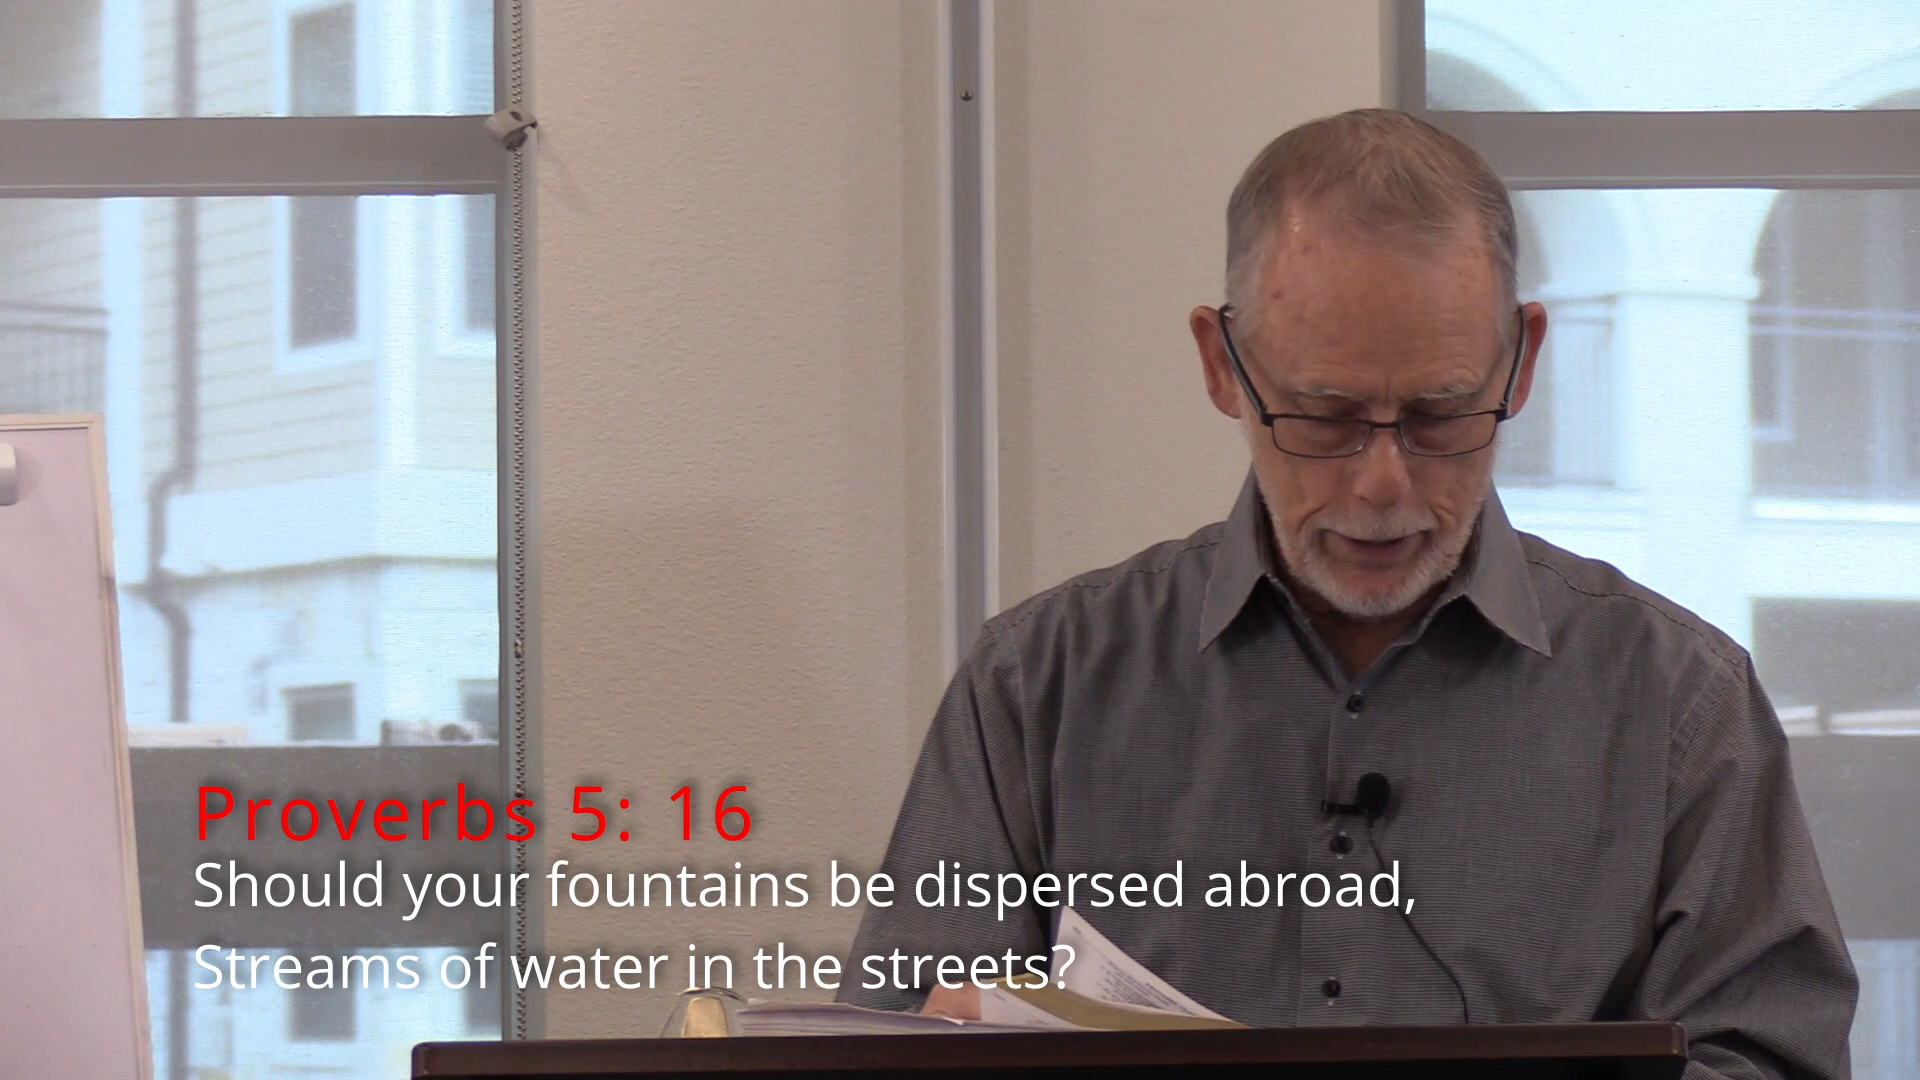 Proverbs 5: 16
Should your fountains be dispersed abroad,
Streams of water in the streets?